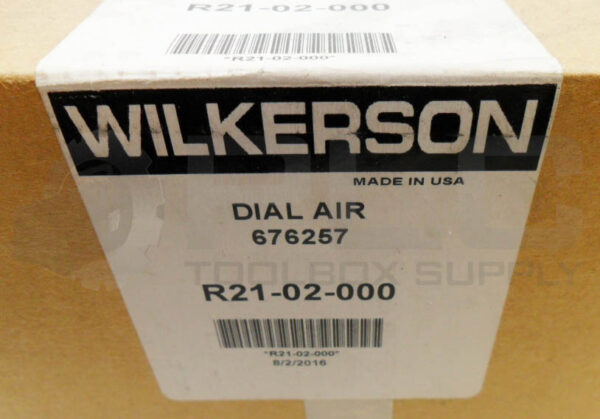 R21-02-000
"R21-02-000"
WILKERSON
MADE IN USA
DIAL AIR
676257
PLC
TOOLBOX SUPPLY
R21-02-000
"R21-02-000"
8/2/2016